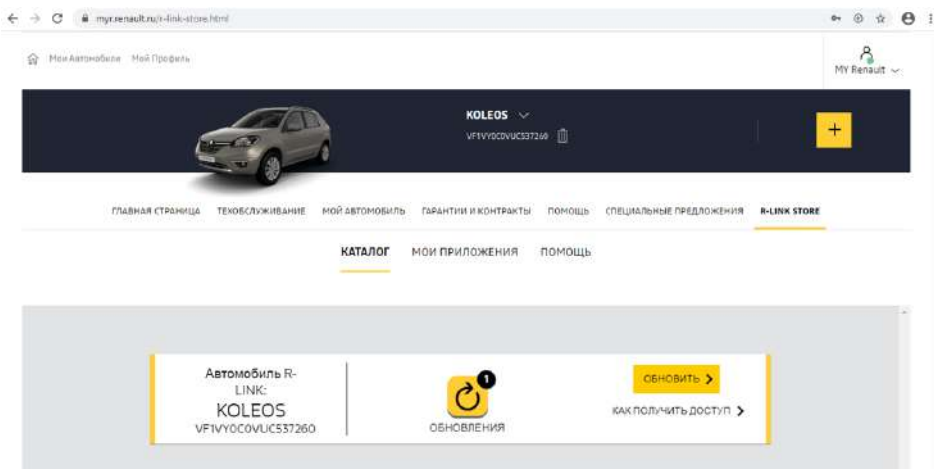 myr.renault.ru/r-link-store.html
Мои Автомобили Мой Профиль
MY Renault
KOLEOS
VF1VY0C0VUC537260
+
ГЛАВНАЯ СТРАНИЦА ТЕХОБСЛУЖИВАНИЕ МОЙ АВТОМОБИЛЬ ГАРАНТИИ И КОНТРАКТЫ ПОМОЩЬ СПЕЦИАЛЬНЫЕ ПРЕДЛОЖЕНИЯ R-LINK STORE
КАТАЛОГ МОИ ПРИЛОЖЕНИЯ ПОМОЩЬ
Автомобиль R-
LINK:
KOLEOS
VF1VY0C0VUC537260
1
ОБНОВЛЕНИЯ
ОБНОВИТЬ
КАК ПОЛУЧИТЬ ДОСТУП